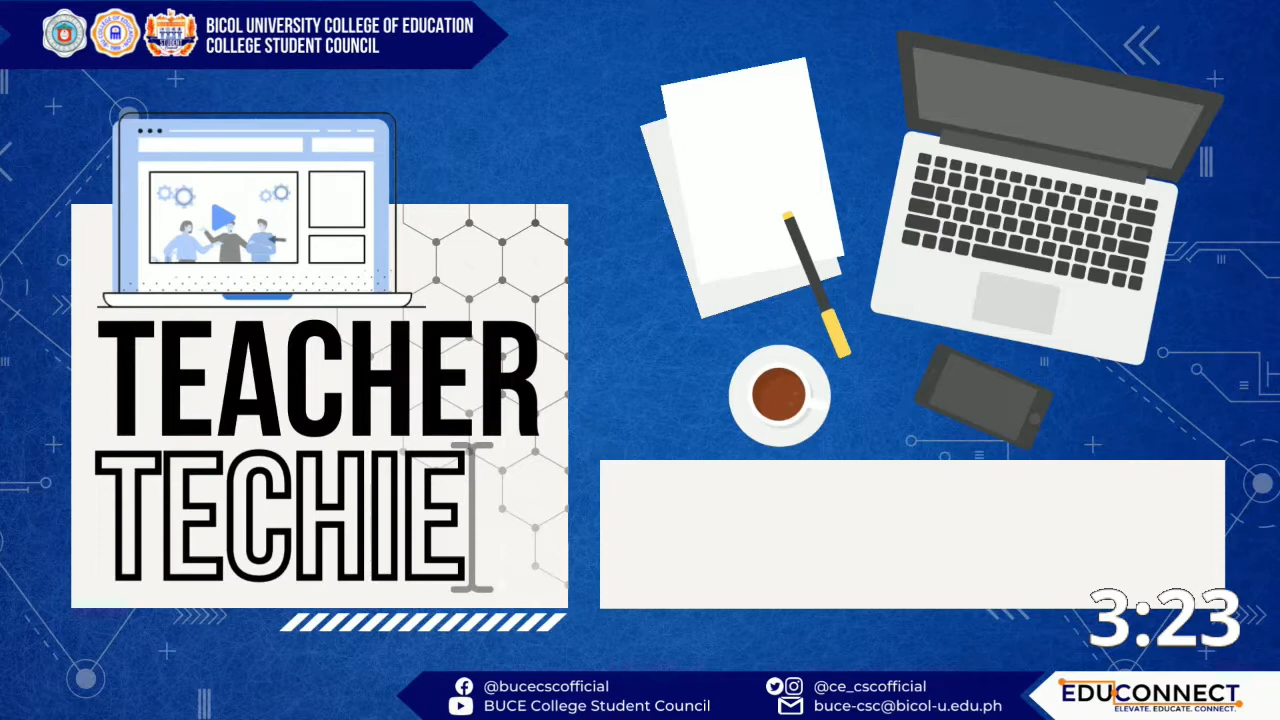 BICOL UNIVERSITY COLLEGE OF EDUCATION
COLLEGE STUDENT COUNCIL
TEACHER
TECHIE
3:23
@bucecscofficial
BUCE College Student Council
@ce_cscofficial
buce-csc@bicol-u.edu.ph
EDUCONNECT
ELEVATE. EDUCATE. CONNECT.